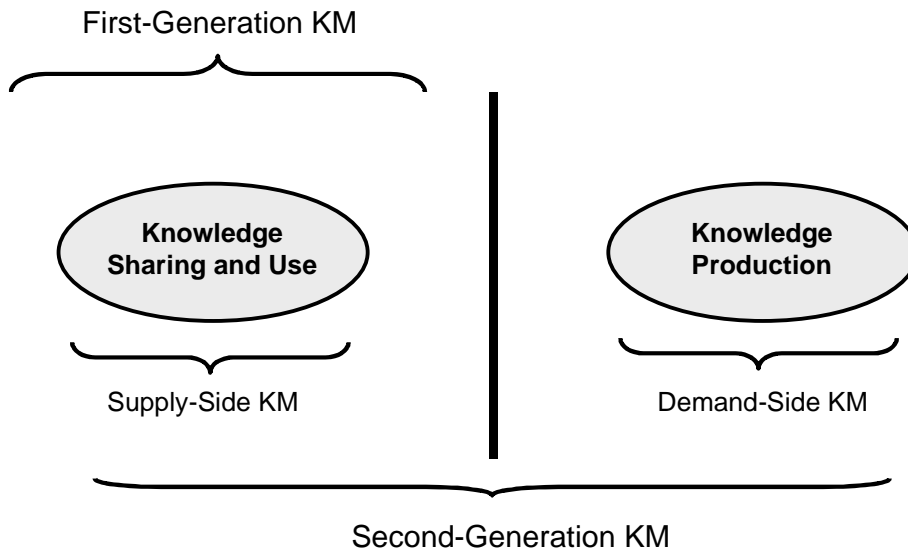 First-Generation KM
Knowledge
Sharing and Use
Knowledge
Production
Supply-Side KM
Demand-Side KM
Second-Generation KM